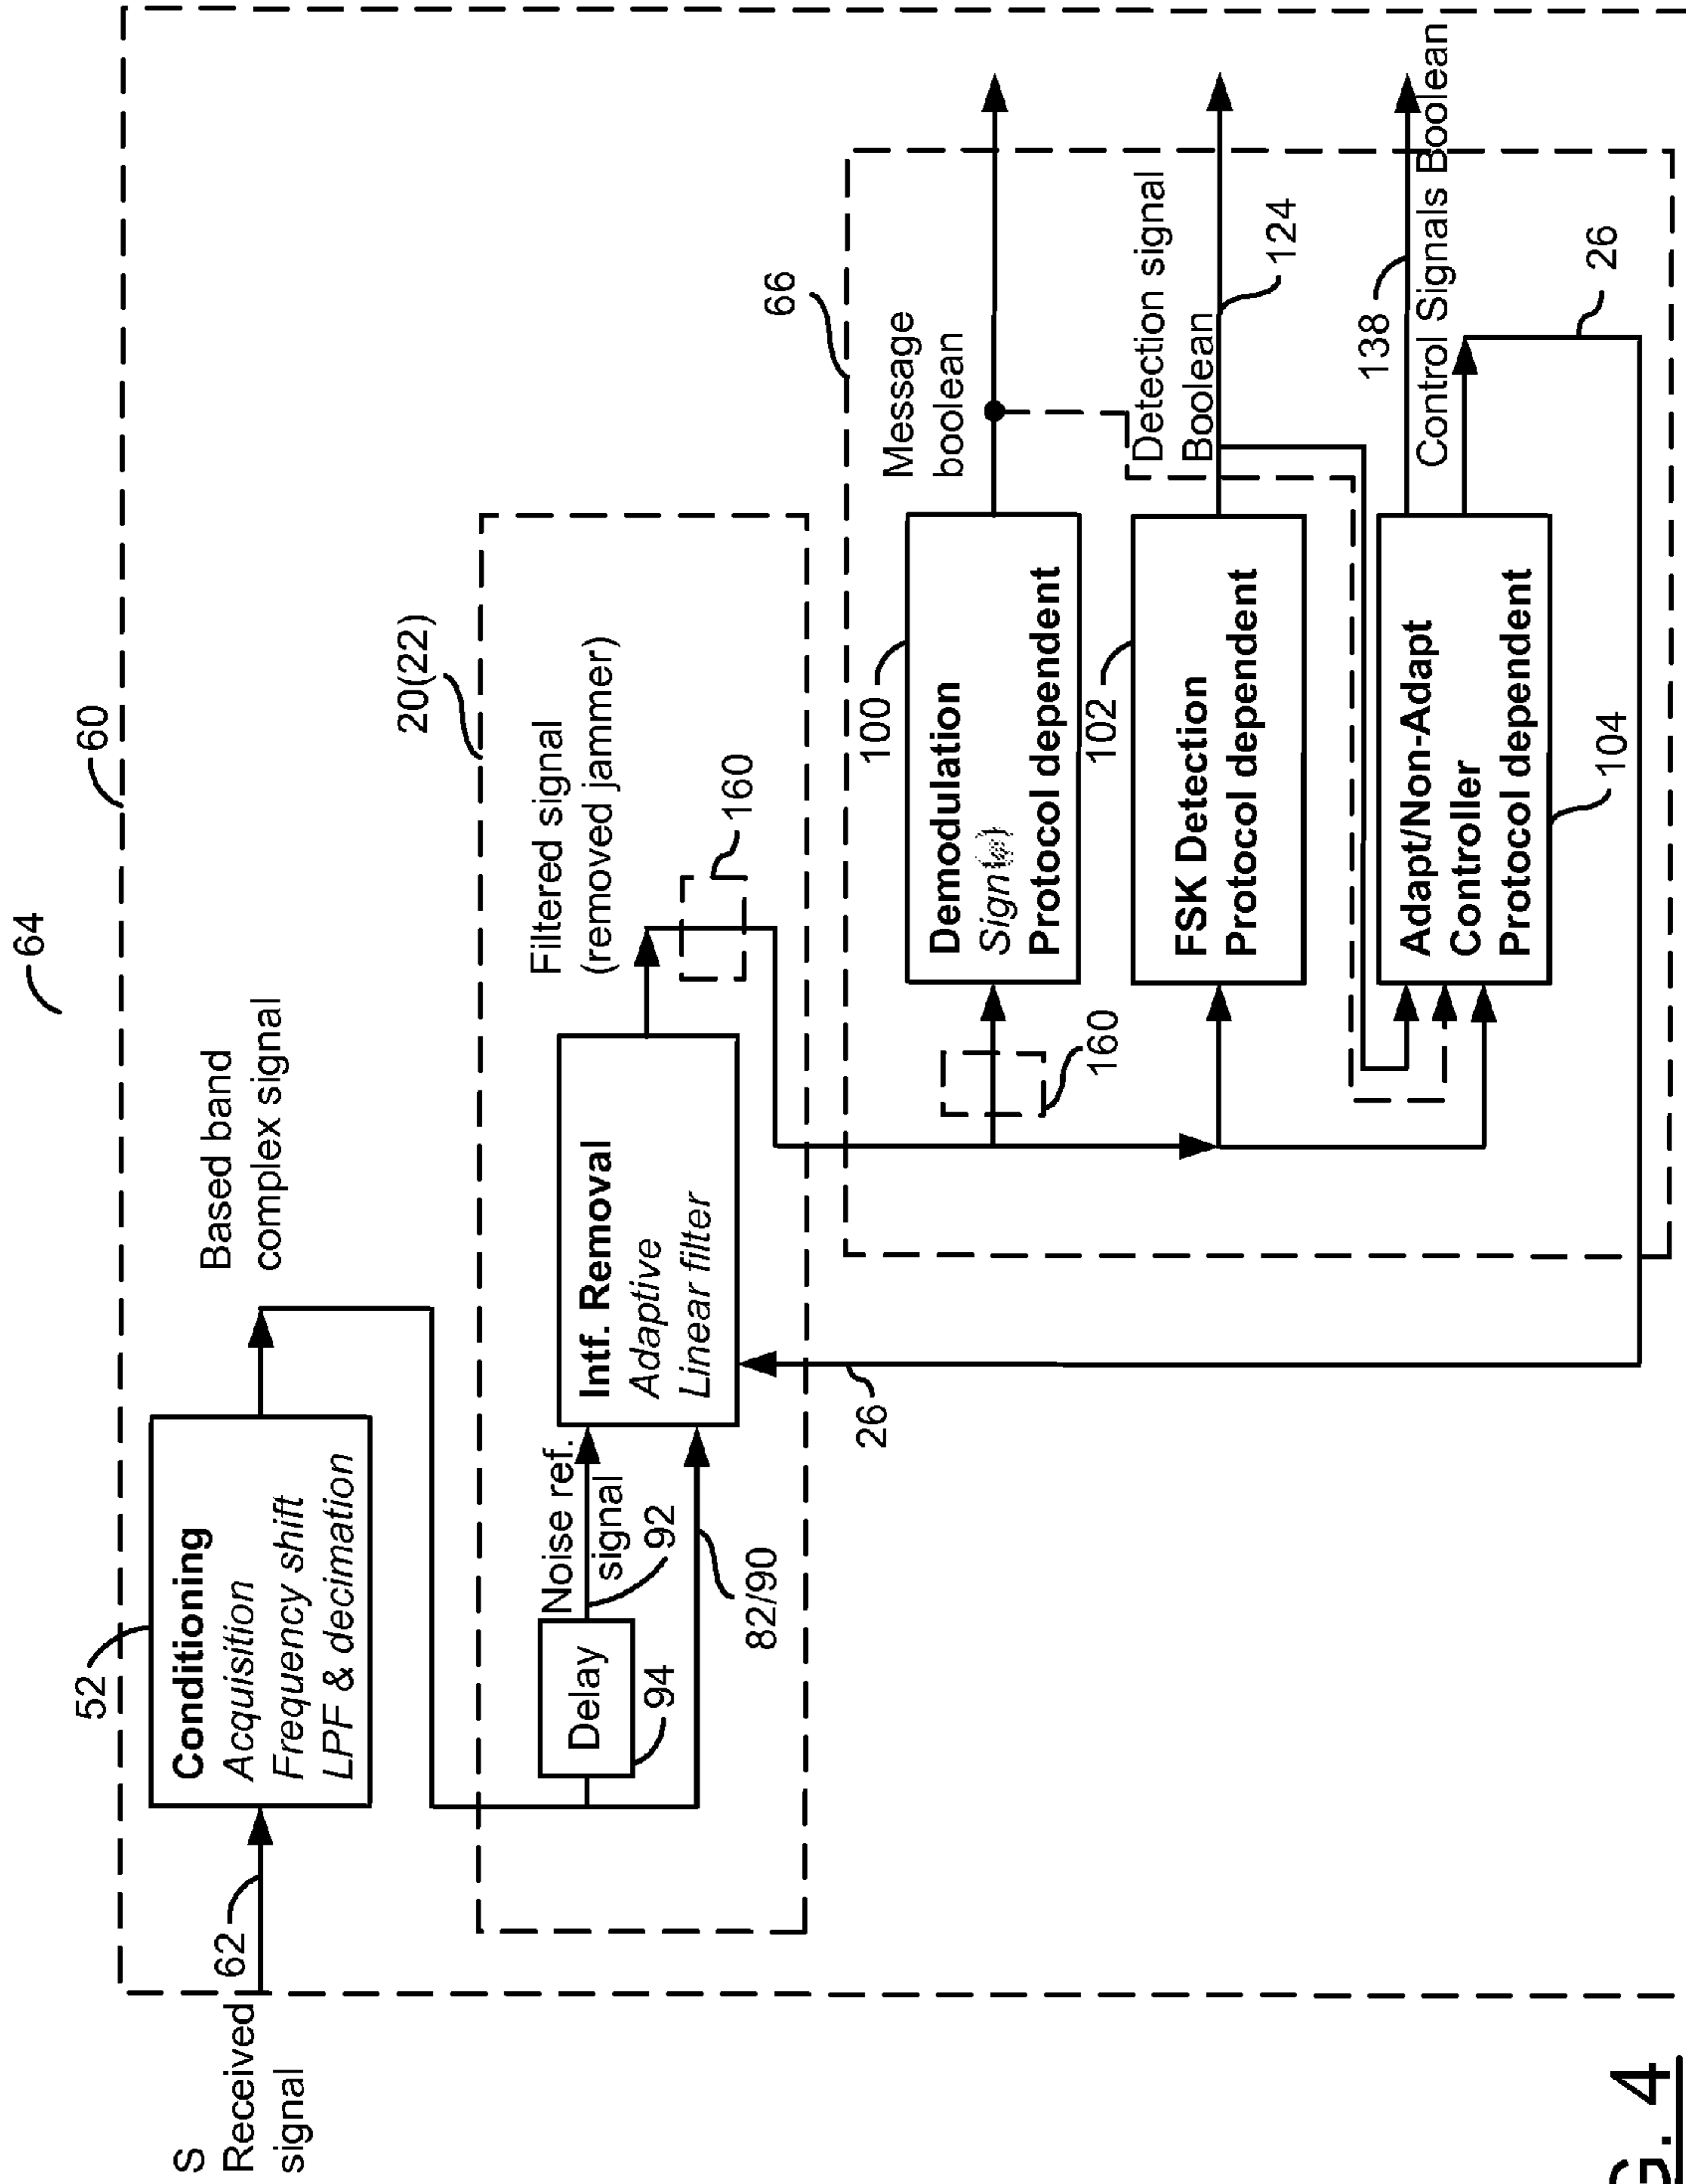 64
60
S
Received
signal
62
52
Conditioning
Acquisition
Frequency shift
LPF & decimation
Based band
complex signal
20(22)
Delay
94
Noise ref.
signal
92
82/90
Intf. Removal
Adaptive
Linear filter
26
Filtered signal
(removed jammer)
160
66
160
100
Demodulation
Sign
Protocol dependent
Message
boolean
102
FSK Detection
Protocol dependent
Detection signal
Boolean
124
Adapt/Non-Adapt
Controller
Protocol dependent
104
138
Control Signals Boolean
26
G. 4